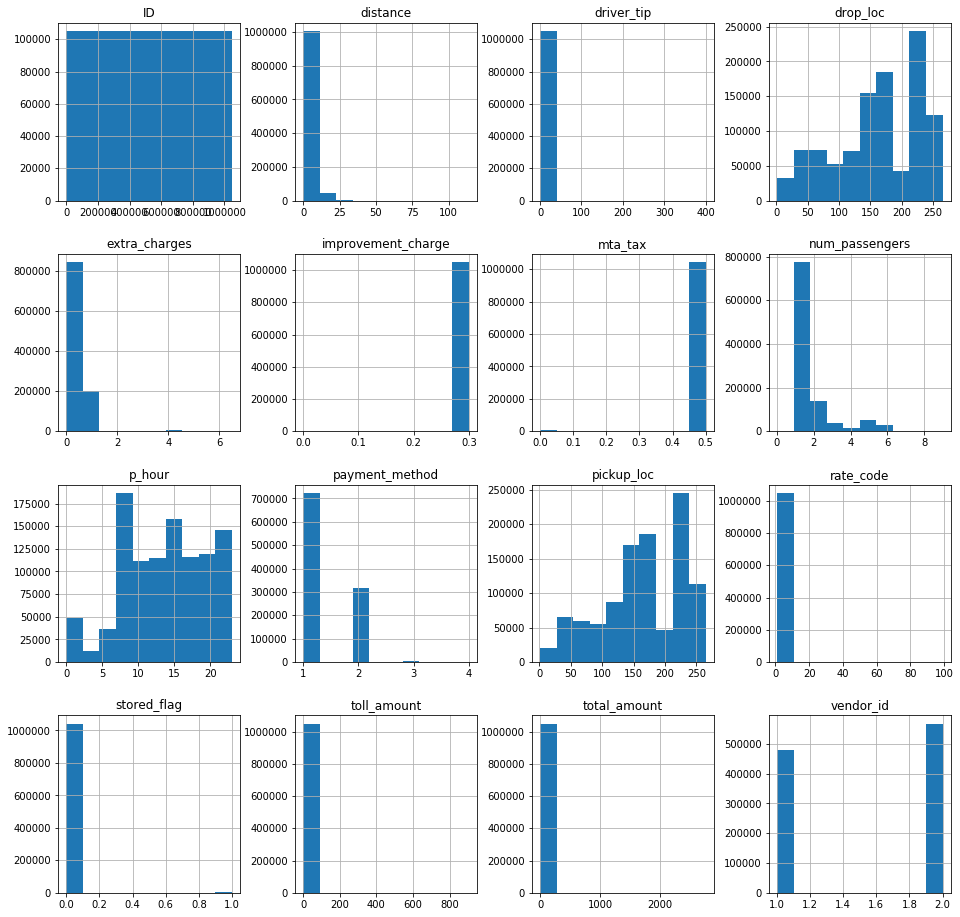 ID distance driver_tip drop_loc
100000 80000 60000 40000 20000 0
0 200000 400000 600000 800000 1000000
1000000 800000 600000 400000 200000 0
0 25 50 75 100
1000000 800000 600000 400000 200000 0
0 100 200 300 400
250000 200000 150000 100000 50000 0
0 50 100 150 200 250
extra_charges improvement_charge mta_tax num_passengers
800000 600000 400000 200000 0
0 2 4 6
1000000 800000 600000 400000 200000 0
0.0 0.1 0.2 0.3
1000000 800000 600000 400000 200000 0
0.0 0.1 0.2 0.3 0.4 0.5
800000 600000 400000 200000 0
0 2 4 6 8
p_hour payment_method pickup_loc rate_code
175000 150000 125000 100000 75000 50000 25000 0
0 5 10 15 20
700000 600000 500000 400000 300000 200000 100000 0
1 2 3 4
250000 200000 150000 100000 50000 0
0 50 100 150 200 250
1000000 800000 600000 400000 200000 0
0 20 40 60 80 100
stored_flag toll_amount total_amount vendor_id
1000000 800000 600000 400000 200000 0
0.0 0.2 0.4 0.6 0.8 1.0
1000000 800000 600000 400000 200000 0
0 200 400 600 800
1000000 800000 600000 400000 200000 0
0 1000 2000
500000 400000 300000 200000 100000 0
1.0 1.2 1.4 1.6 1.8 2.0